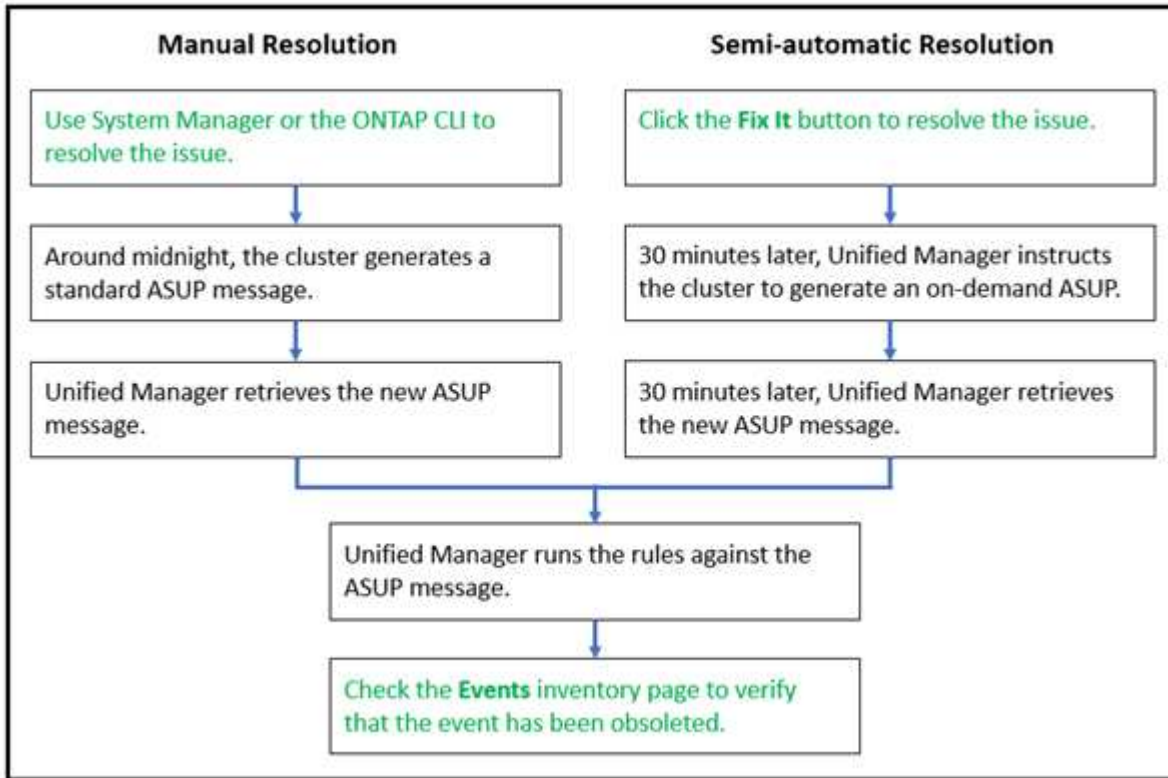 Manual Resolution
Use System Manager or the ONTAP CLI to
resolve the issue.
Around midnight, the cluster generates a
standard ASUP message.
Unified Manager retrieves the new ASUP
message.
Semi-automatic Resolution
Click the Fix It button to resolve the issue.
30 minutes later, Unified Manager instructs
the cluster to generate an on-demand ASUP.
30 minutes later, Unified Manager retrieves
the new ASUP message.
Unified Manager runs the rules against the
ASUP message.
Check the Events inventory page to verify
that the event has been obsoleted.